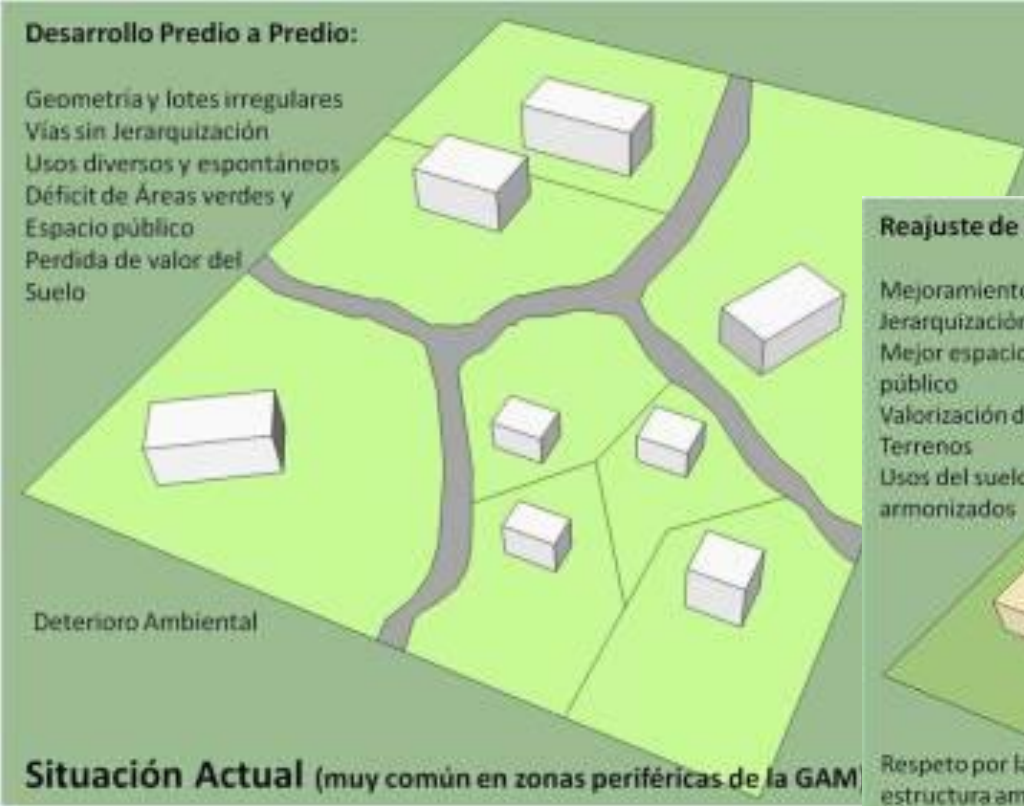 Desarrollo Predio a Predio:
Geometría y lotes irregulares
Vías sin Jerarquización
Usos diversos y espontáneos
Déficit de Áreas verdes y
Espacio público
Perdida de valor del
Suelo
Deterioro Ambiental
Situación Actual (muy común en zonas periféricas de la GAM)
Reajuste de
Mejoramiento
Jerarquización
Mejor espacio
público
Valorización d
Terrenos
Usos del suelo
armonizados
Respeto por la
estructura am